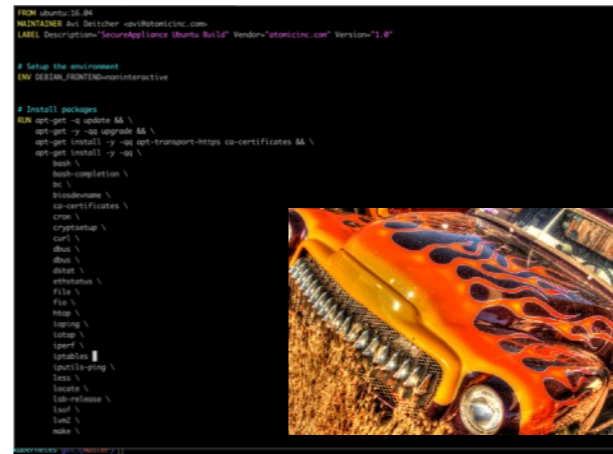 FROM ubuntu:16.04
MAINTAINER Avi Deitcher <avi@atomicinc.com>
LABEL Description="SecureAppliance Ubuntu Build" Vendor="atomicinc.com" Version="1.0"
# Setup the environment
ENV DEBIAN_FRONTEND=noninteractive
# Install packages
RUN apt-get -q update && \
apt-get -y -qq upgrade && \
apt-get install -y -qq apt-transport-https ca-certificates && \
apt-get install -y -qq \
bash \
bash-completion \
bc \
biosdevname \
ca-certificates \
cron \
cryptsetup \
curl \
dbus \
dbus \
dstat \
ethstatus \
file \
fio \
htop \
ioping \
iotop \
iperf \
iptables \
iputils-ping \
less \
locate \
lsb-release \
lsof \
lvm2 \
make \
kubernetes git:(master)